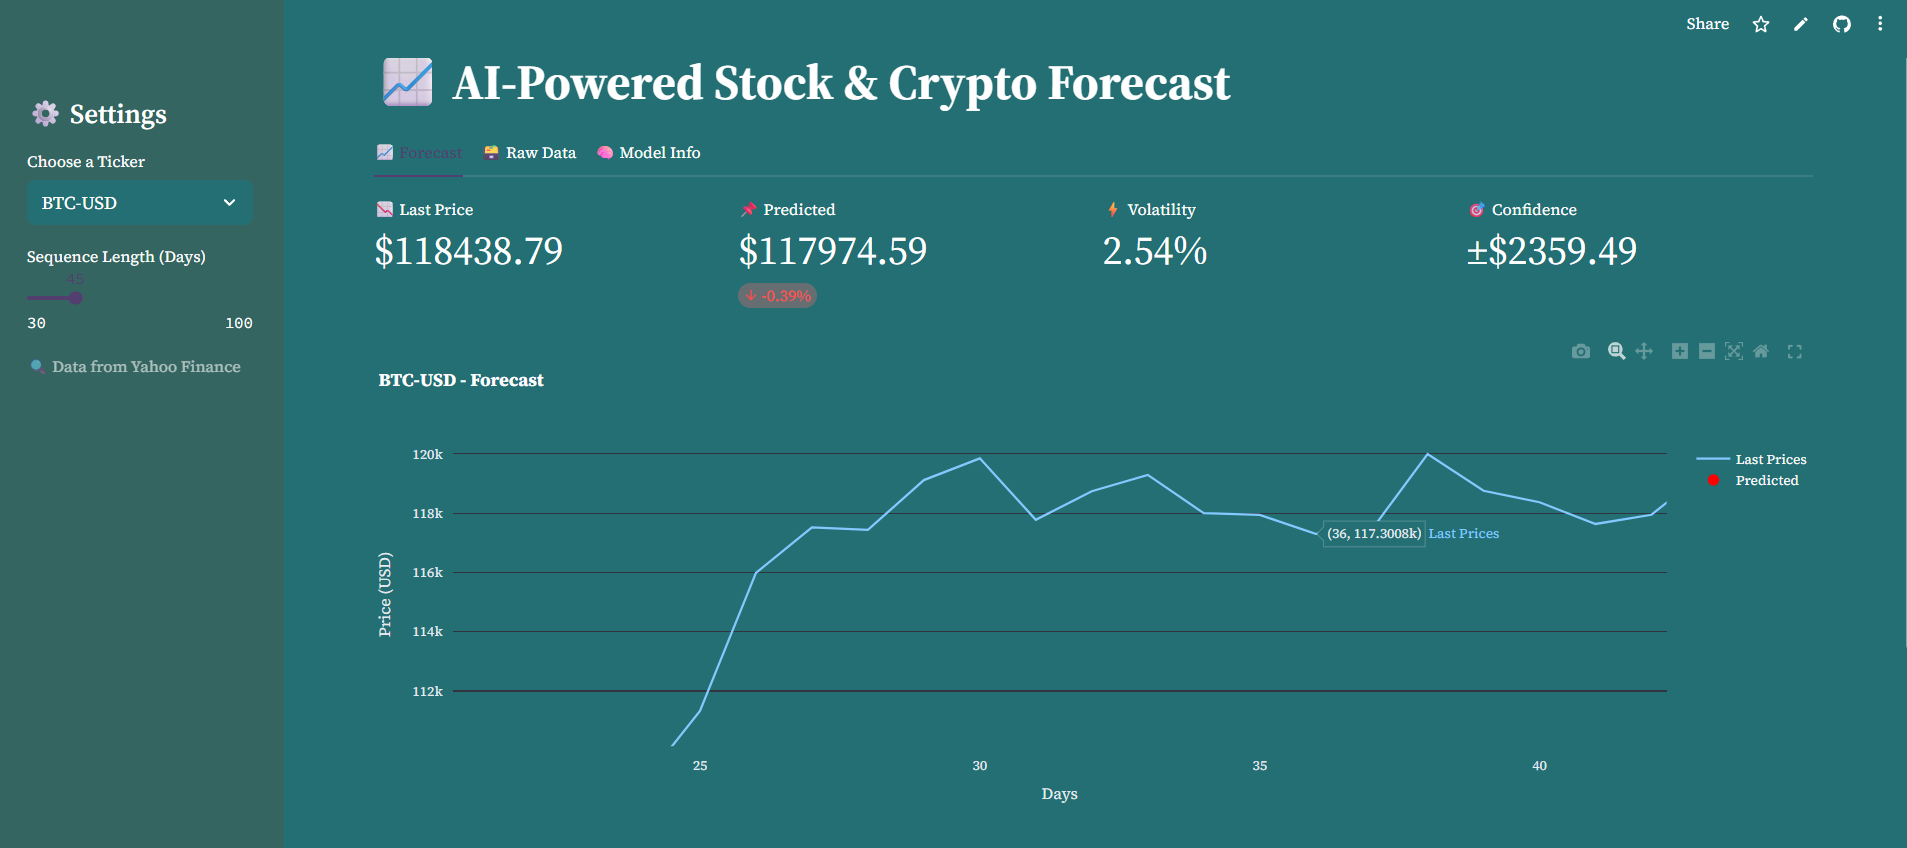 Share
AI-Powered Stock & Crypto Forecast
Settings
Choose a Ticker
BTC-USD
Sequence Length (Days)
45
30 100
Data from Yahoo Finance
Forecast Raw Data Model Info
Last Price
$118438.79
Predicted
$117974.59
-0.39%
Volatility
2.54%
Confidence
±$2359.49
BTC-USD - Forecast
120k
118k
116k
114k
112k
Price (USD)
(36, 117.3008k) Last Prices
Last Prices
Predicted
25 30 35 40
Days